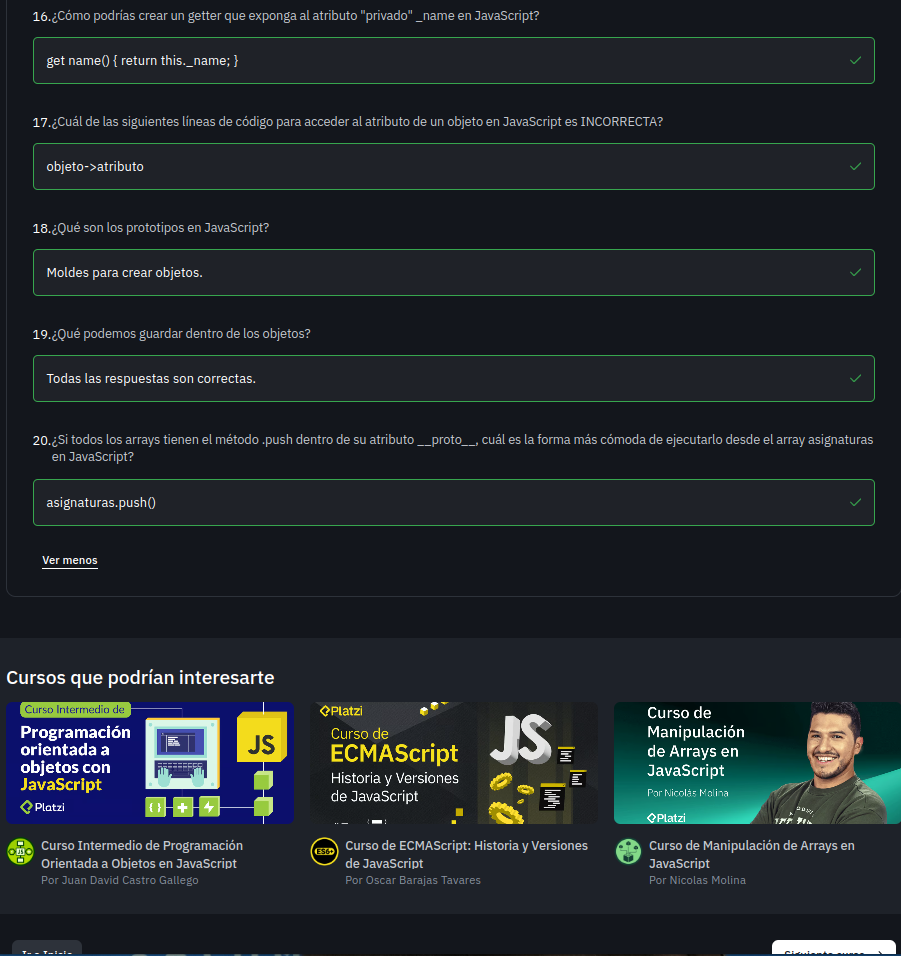 16.¿Cómo podrías crear un getter que exponga al atributo "privado" _name en JavaScript?
get name() { return this._name; }
17.¿Cuál de las siguientes líneas de código para acceder al atributo de un objeto en JavaScript es INCORRECTA?
objeto->atributo
18.¿Qué son los prototipos en JavaScript?
Moldes para crear objetos.
19.¿Qué podemos guardar dentro de los objetos?
Todas las respuestas son correctas.
20.¿Si todos los arrays tienen el método .push dentro de su atributo __proto__, cuál es la forma más cómoda de ejecutarlo desde el array asignaturas
en JavaScript?
asignaturas.push()
Ver menos
Cursos que podrían interesarte
Curso Intermedio de
Programación
orientada a
objetos con
JavaScript
Platzi
JS
{ }
Platzi
Curso de
ECMAScript
Historia y Versiones
de JavaScript
JS
Curso de
Manipulación
de Arrays en
JavaScript
Por Nicolás Molina
Platzi
JS
Curso Intermedio de Programación
Orientada a Objetos en JavaScript
Por Juan David Castro Gallego
ES6+
Curso de ECMAScript: Historia y Versiones
de JavaScript
Por Oscar Barajas Tavares
Curso de Manipulación de Arrays en
JavaScript
Por Nicolas Molina